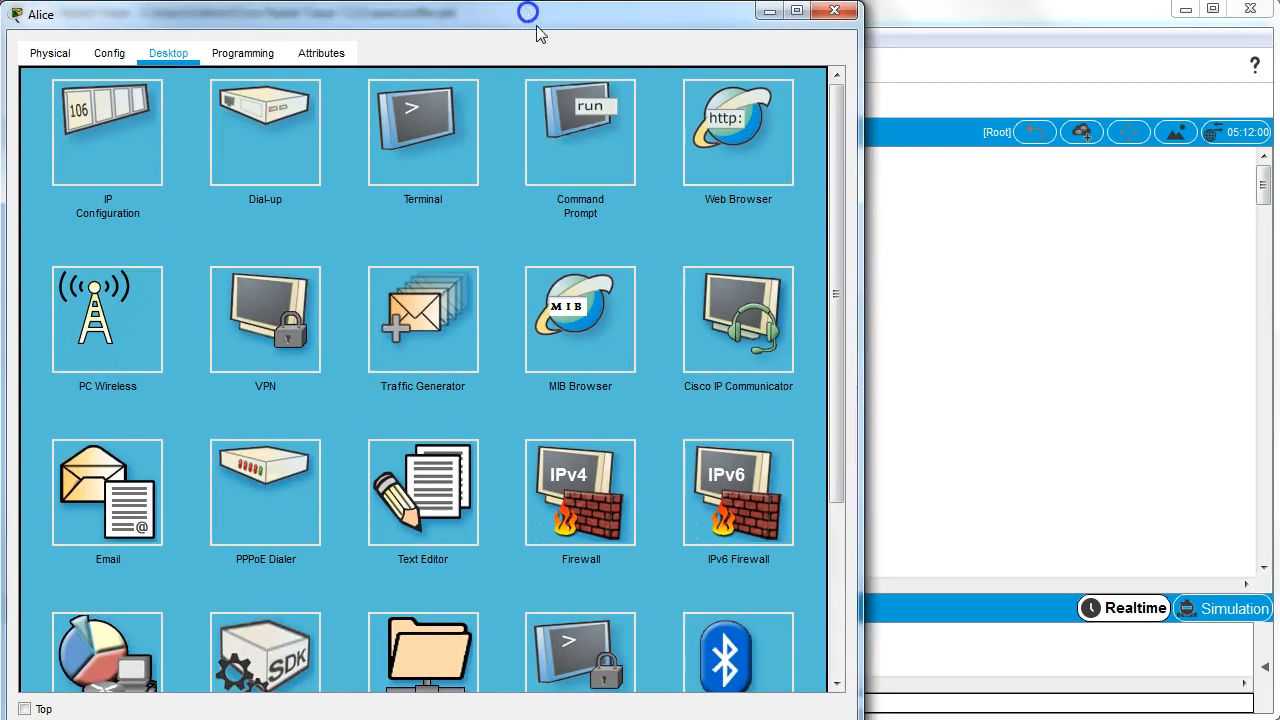 Alice
Physical Config Desktop Programming Attributes
?
[Root] 05:12:00
106
>
run
http:
IP Configuration
Dial-up
Terminal
Command Prompt
Web Browser
MIB
PC Wireless
VPN
Traffic Generator
MIB Browser
Cisco IP Communicator
@
IPv4
IPv6
Email
PPPoE Dialer
Text Editor
Firewall
IPv6 Firewall
SDK
>
Realtime Simulation
Top